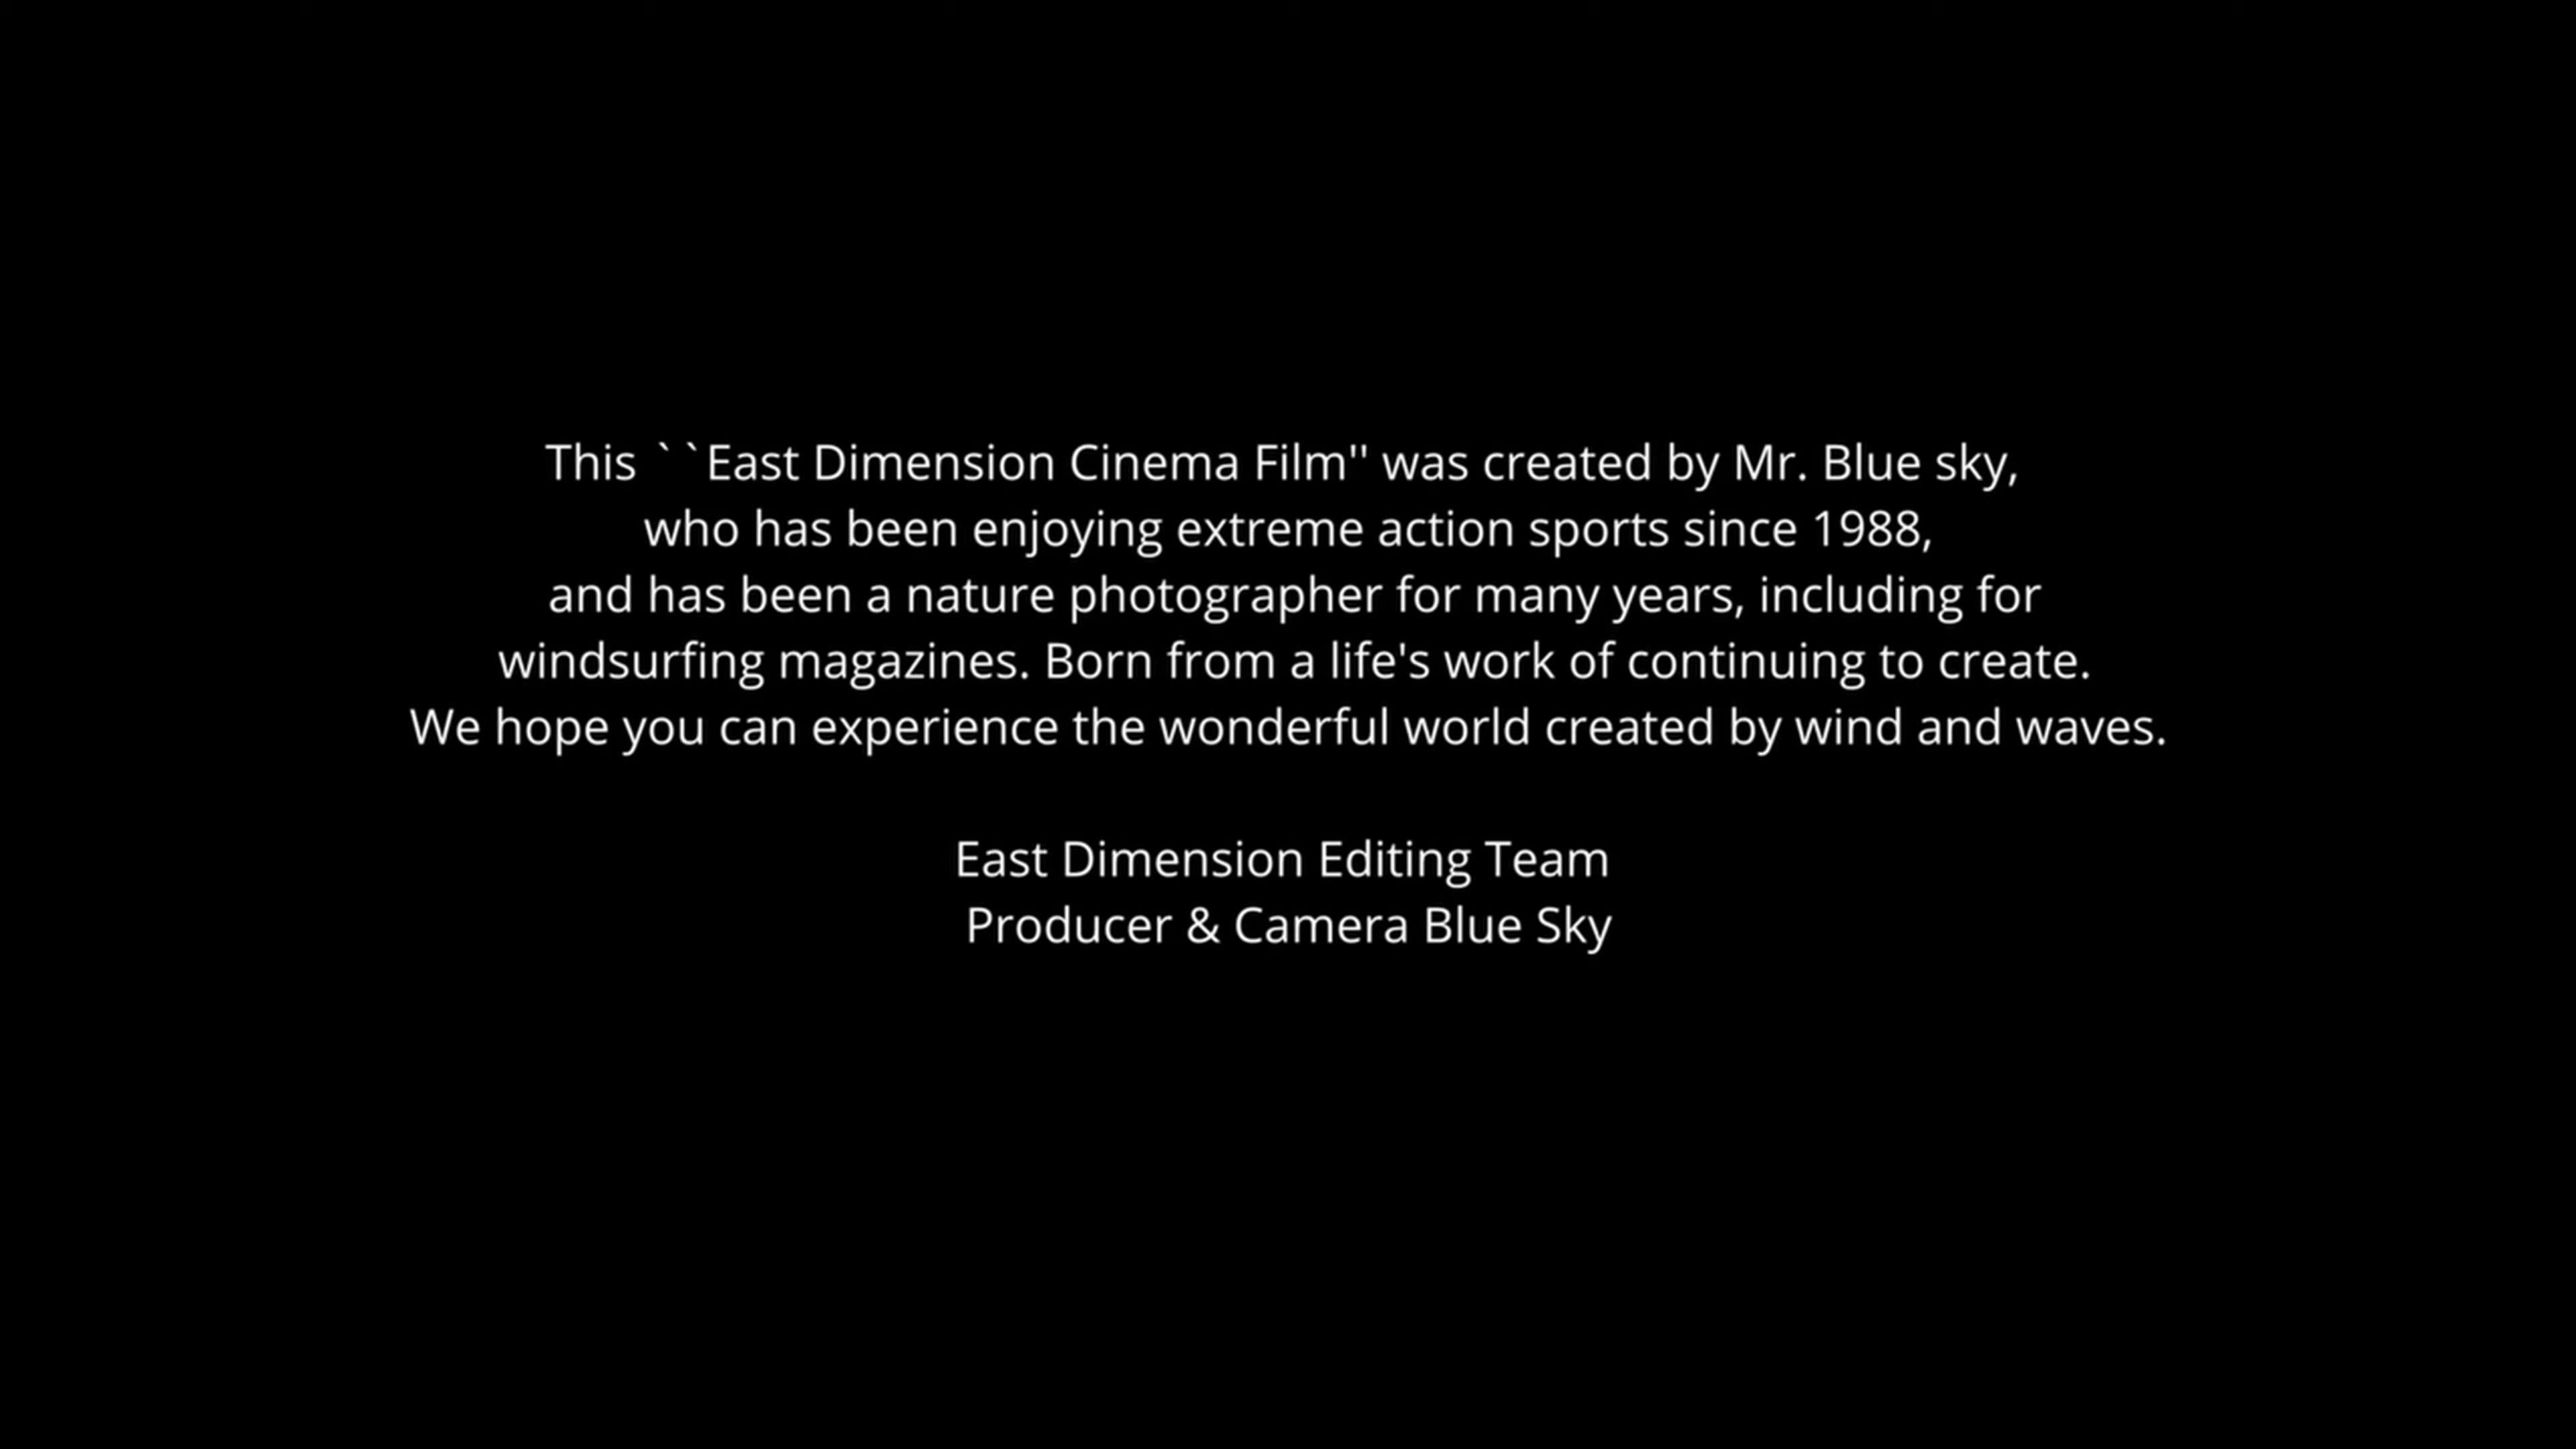 This ``East Dimension Cinema Film'' was created by Mr. Blue sky,
who has been enjoying extreme action sports since 1988,
and has been a nature photographer for many years, including for
windsurfing magazines. Born from a life's work of continuing to create.
We hope you can experience the wonderful world created by wind and waves.
East Dimension Editing Team
Producer & Camera Blue Sky